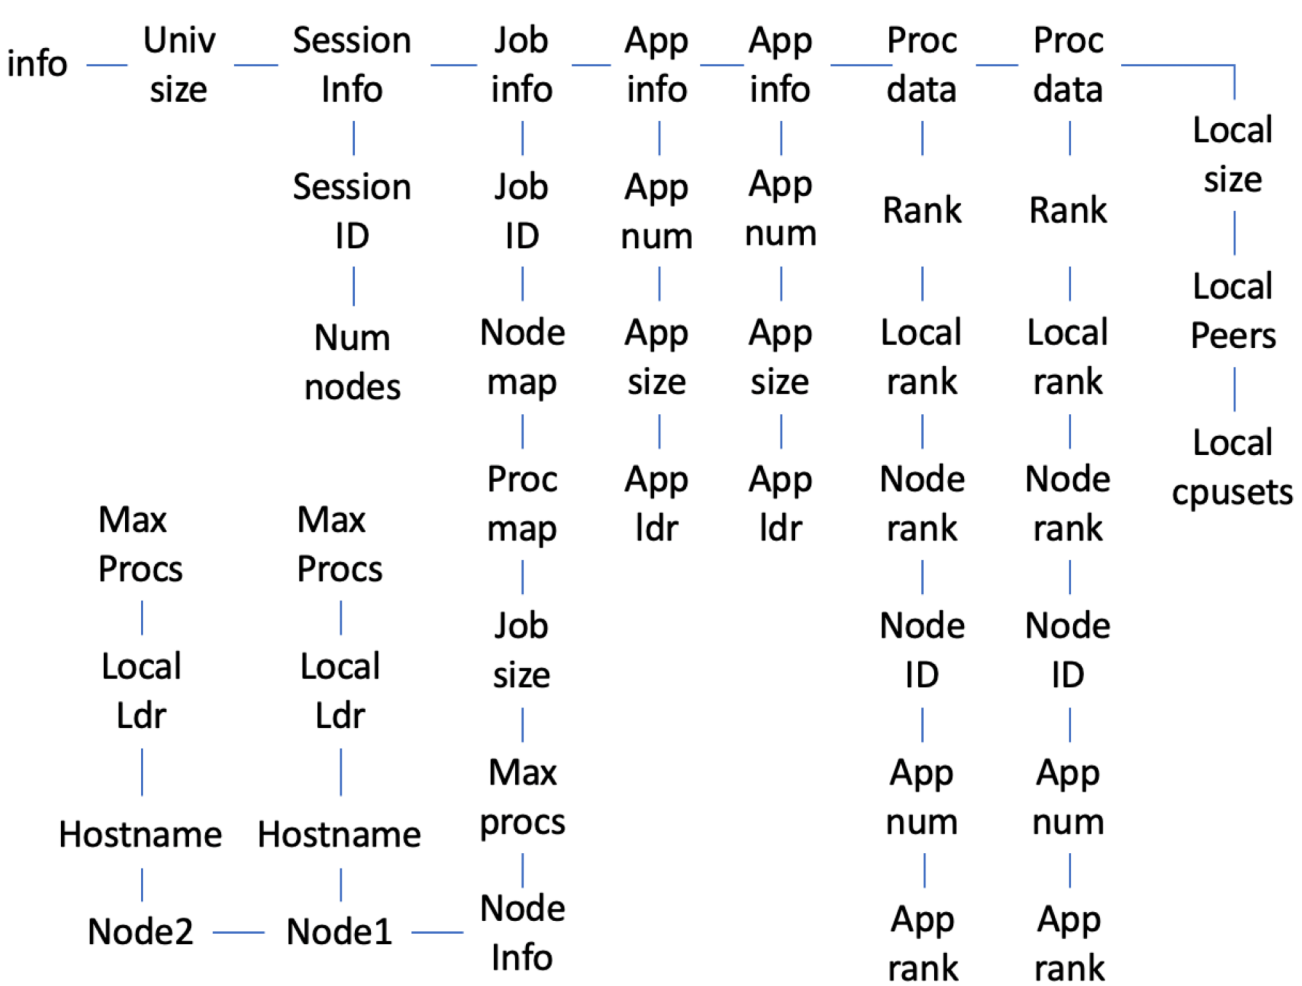 info
Univ
size
Session
Info
Job
info
App
info
App
info
Proc
data
Proc
data
Session
ID
Num
nodes
Job
ID
Node
map
Proc
map
Job
size
Max
procs
Node
Info
Node1
Hostname
Local
Ldr
Max
Procs
Node2
Hostname
Local
Ldr
Max
Procs
App
num
App
size
App
ldr
App
num
App
size
App
ldr
Rank
Local
rank
Node
rank
Node
ID
App
num
App
rank
Rank
Local
rank
Node
rank
Node
ID
App
num
App
rank
Local
size
Local
Peers
Local
cpusets